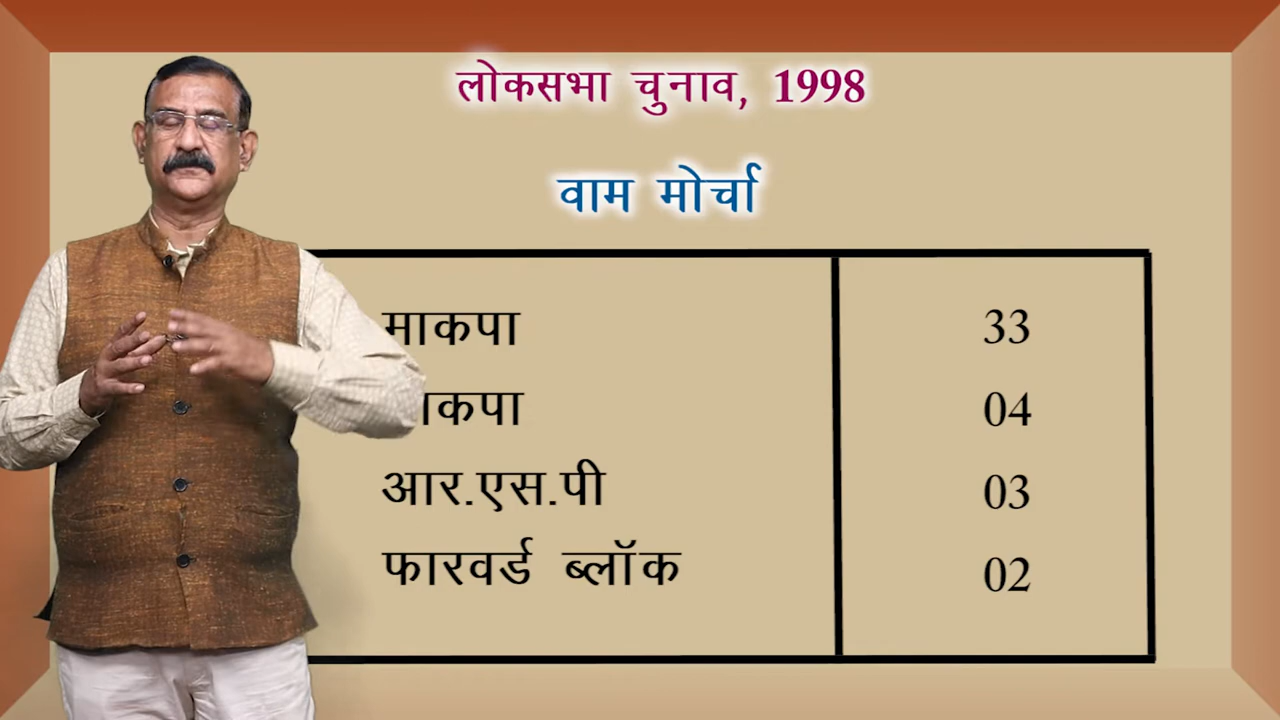 लोकसभा चुनाव, 1998
वाम मोर्चा
माकपा 33
04
आर.एस.पी 03
फारवर्ड ब्लॉक 02